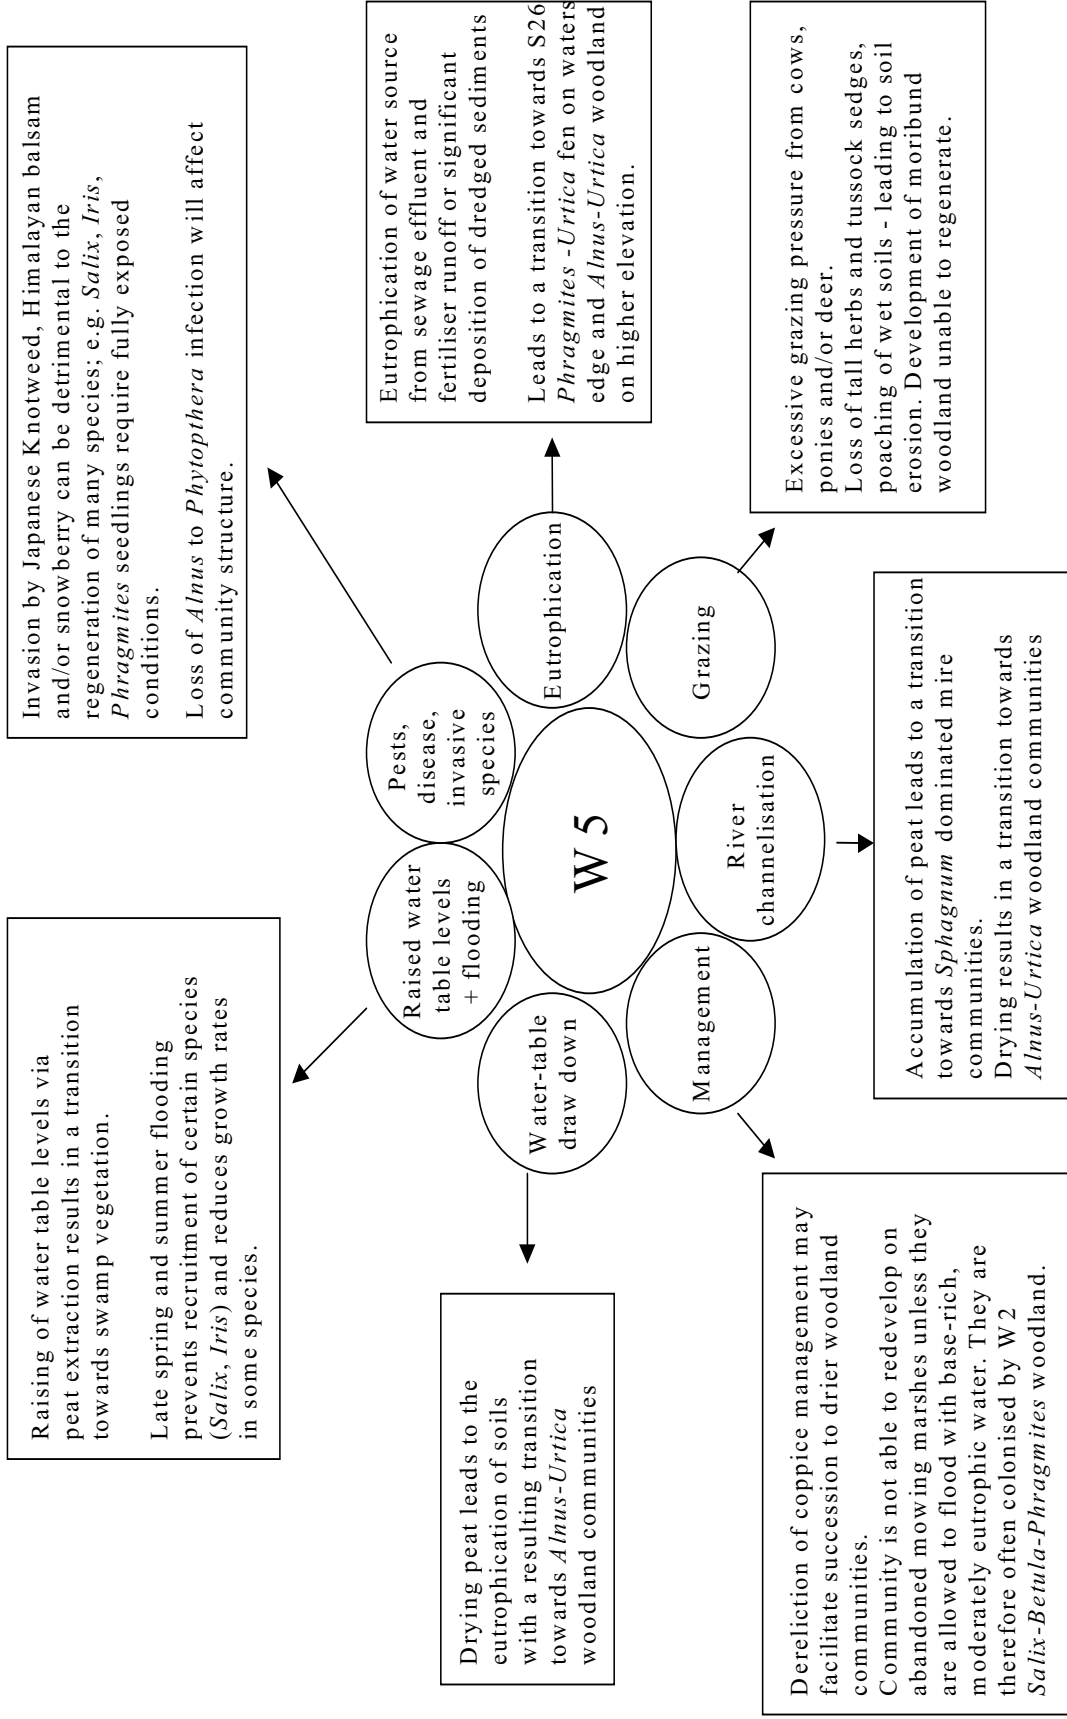 Raising of water table levels via
peat extraction results in a transition
towards swamp vegetation.
Late spring and summer flooding
prevents recruitment of certain species
(Salix, Iris) and reduces growth rates
in some species.
Invasion by Japanese Knotweed, Himalayan balsam
and/or snowberry can be detrimental to the
regeneration of many species; e.g. Salix, Iris,
Phragmites seedlings require fully exposed
conditions.
Loss of Alnus to Phytopthera infection will affect
community structure.
Drying peat leads to the
eutrophication of soils
with a resulting transition
towards Alnus-Urtica
woodland communities
Raised water
table levels
+ flooding
Pests,
disease,
invasive
species
Water-table
draw down
W 5
Eutrophication
Management
River
channelisation
Grazing
Eutrophication of water source
from sewage effluent and
fertiliser runoff or significant
deposition of dredged sediments
Leads to a transition towards S26
Phragmites -Urtica fen on waters
edge and Alnus-Urtica woodland
on higher elevation.
Dereliction of coppice management may
facilitate succession to drier woodland
communities.
Community is not able to redevelop on
abandoned mowing marshes unless they
are allowed to flood with base-rich,
moderately eutrophic water. They are
therefore often colonised by W2
Salix-Betula-Phragmites woodland.
Accumulation of peat leads to a transition
towards Sphagnum dominated mire
communities.
Drying results in a transition towards
Alnus-Urtica woodland communities
Excessive grazing pressure from cows,
ponies and/or deer.
Loss of tall herbs and tussock sedges,
poaching of wet soils - leading to soil
erosion. Development of moribund
woodland unable to regenerate.